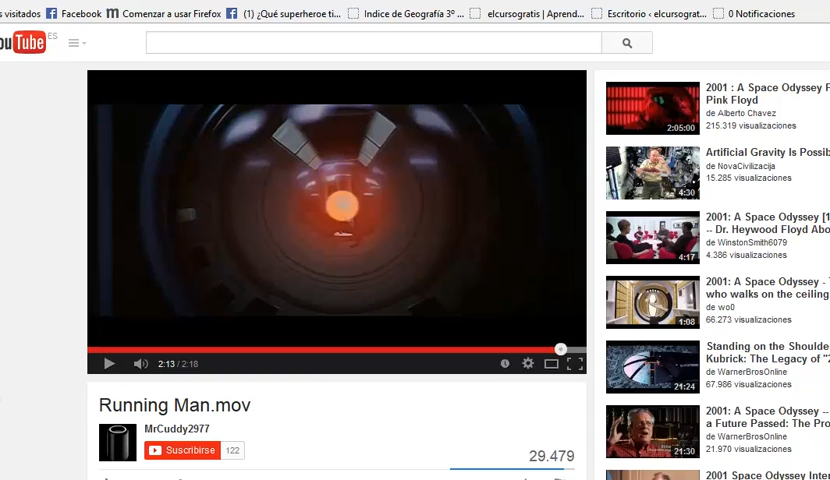 s visitados Facebook Comenzar a usar Firefox (1) ¿Qué superheroe ti... Indice de Geografía 3º ... elcursogratis | Apren... Escritorio ‹ elcursograt... 0 Notificaciones
ou Tube ES
2:13 / 2:18
Running Man.mov
MrCuddy2977
Suscribirse 122
29.479
2001 : A Space Odyssey F
Pink Floyd
de Alberto Chavez
215.319 visualizaciones
2:05:00
Artificial Gravity Is Possib
de NovaCivilizacija
15.285 visualizaciones
4:30
2001: A Space Odyssey [1
-- Dr. Heywood Floyd Abo
de WinstonSmith6079
4.386 visualizaciones
4:17
2001: A Space Odyssey - T
who walks on the ceiling
de wo0
66.273 visualizaciones
1:08
Standing on the Shoulde
Kubrick: The Legacy of "2
de WarnerBrosOnline
67.986 visualizaciones
21:24
2001: A Space Odyssey --
a Future Passed: The Pro
de WarnerBrosOnline
21.970 visualizaciones
21:30
2001 Space Odyssey Inter